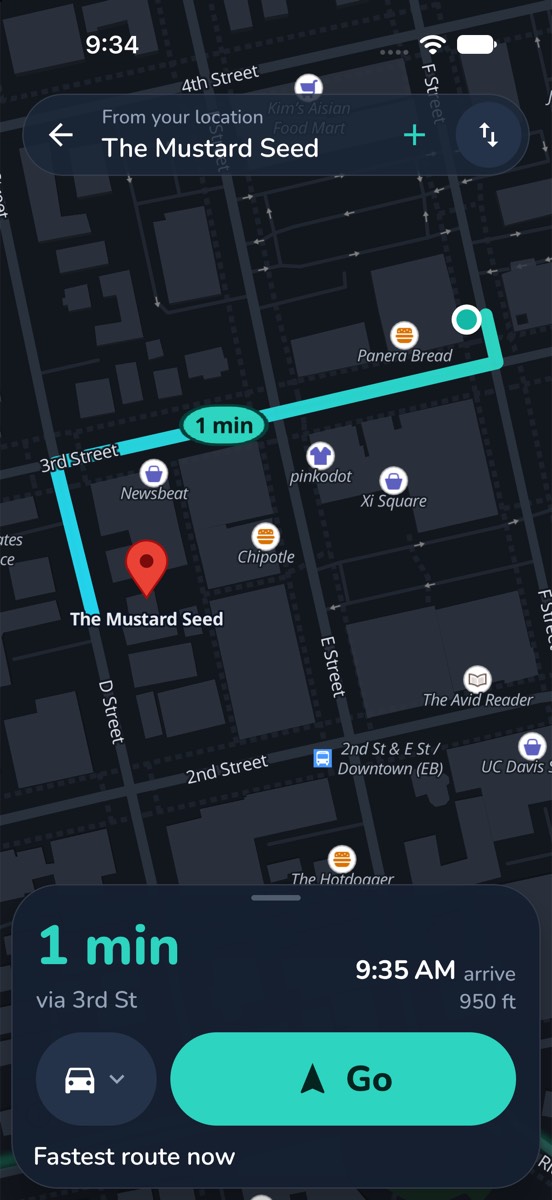 9:34
4th Street
F Street
Kim's Aisian
Food Mart
Street
From your location
The Mustard Seed
Panera Bread
1 min
3rd Street
Newsbeat
pinkodot
Xi Square
Chipotle
The Mustard Seed
E Street
D Street
The Avid Reader
2nd Street
2nd St & E St /
Downtown (EB)
UC Davis S
The Hotdogger
1 min
via 3rd St
9:35 AM arrive
950 ft
Go
Fastest route now